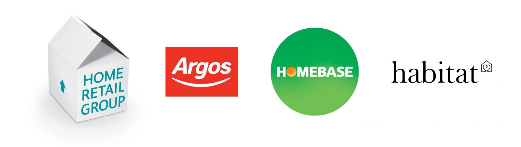 HOME
RETAIL
GROUP
Argos
HOMEBASE
habitat